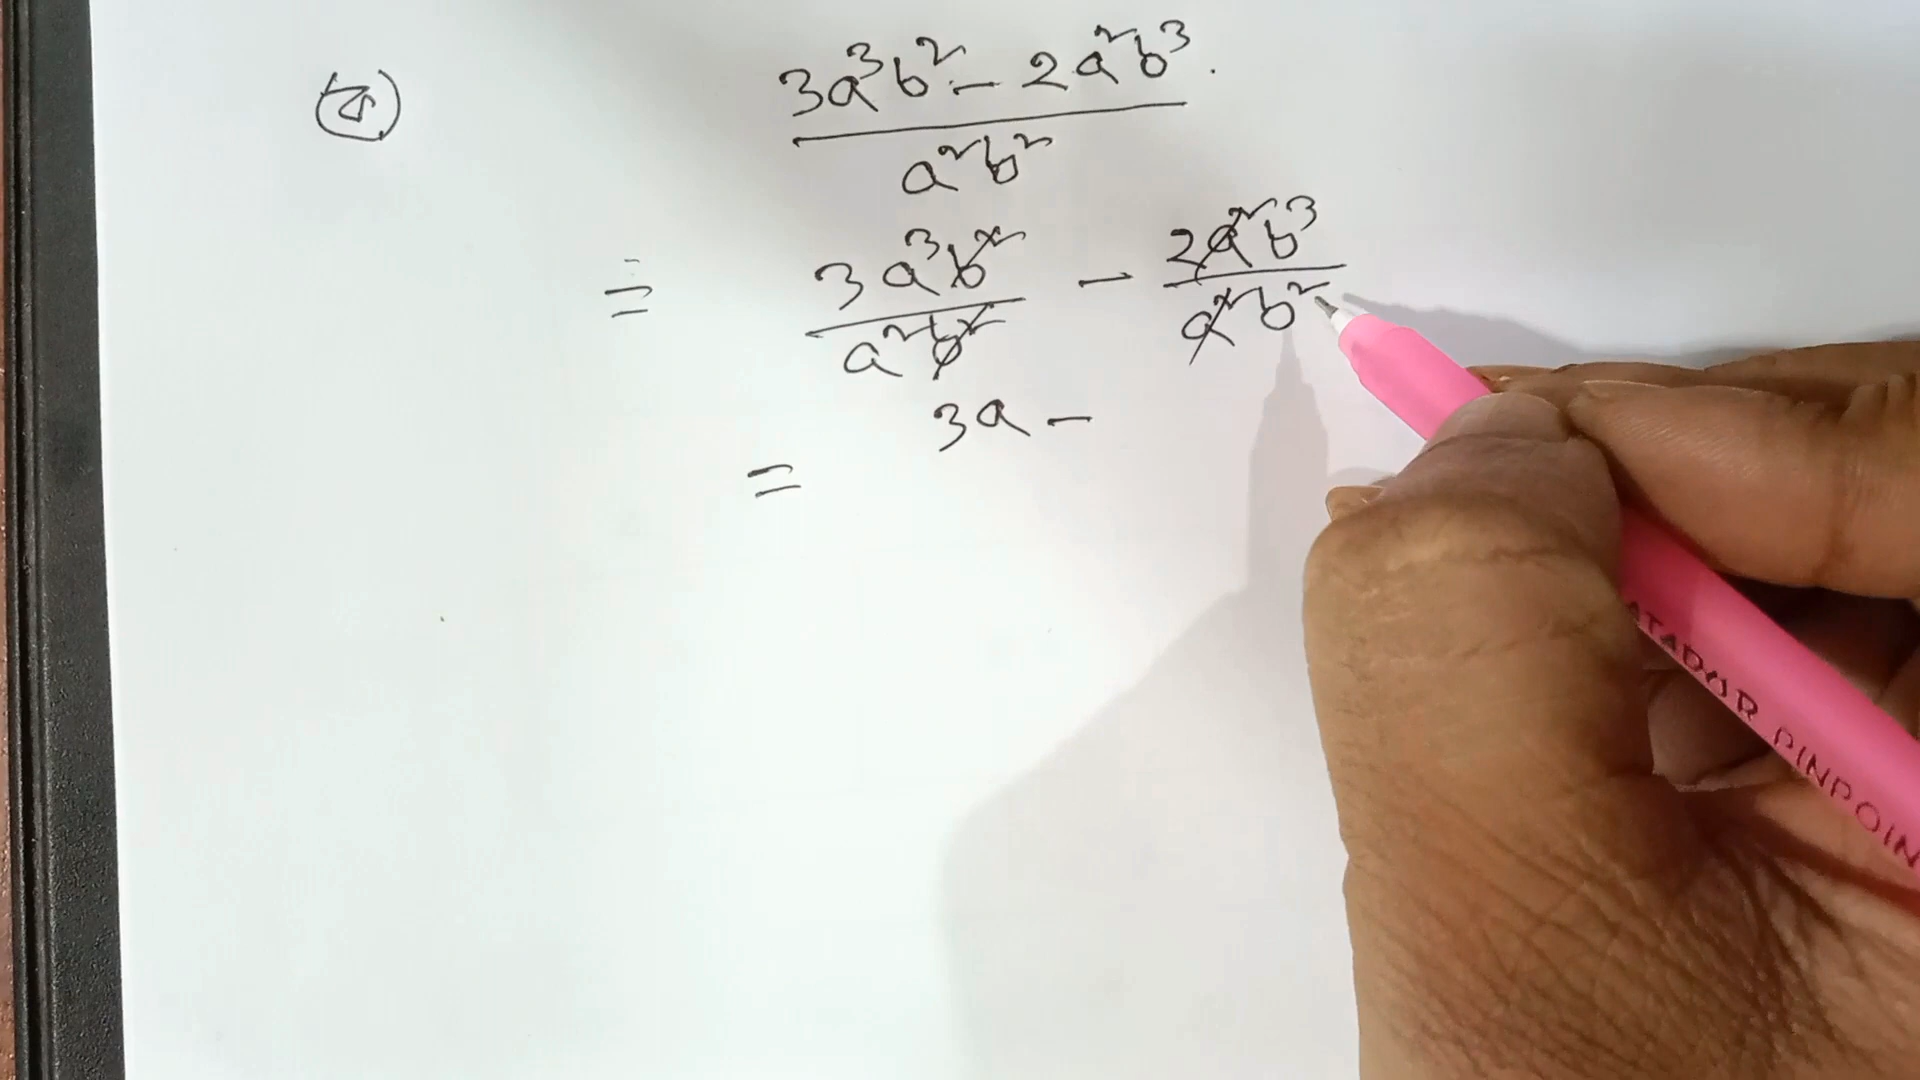 (ক) 3a³b² - 2a²b³
a²b²
= 3a³b² - 2a²b³
a²b² a²b²
= 3a -
ATADOR PINPOIN